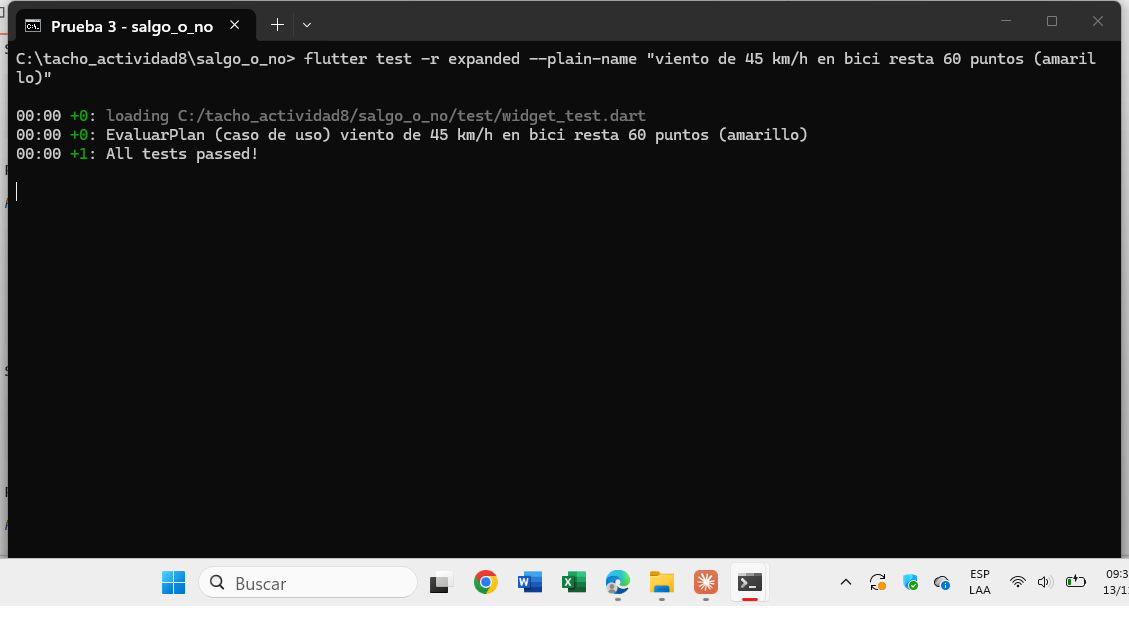 Prueba 3 - salgo_o_no
C:\tacho_actividad8\salgo_o_no> flutter test -r expanded --plain-name "viento de 45 km/h en bici resta 60 puntos (amaril
lo)"
00:00 +0: loading C:/tacho_actividad8/salgo_o_no/test/widget_test.dart
00:00 +0: EvaluarPlan (caso de uso) viento de 45 km/h en bici resta 60 puntos (amarillo)
00:00 +1: All tests passed!
Buscar
ESP
LAA
09:3
13/1